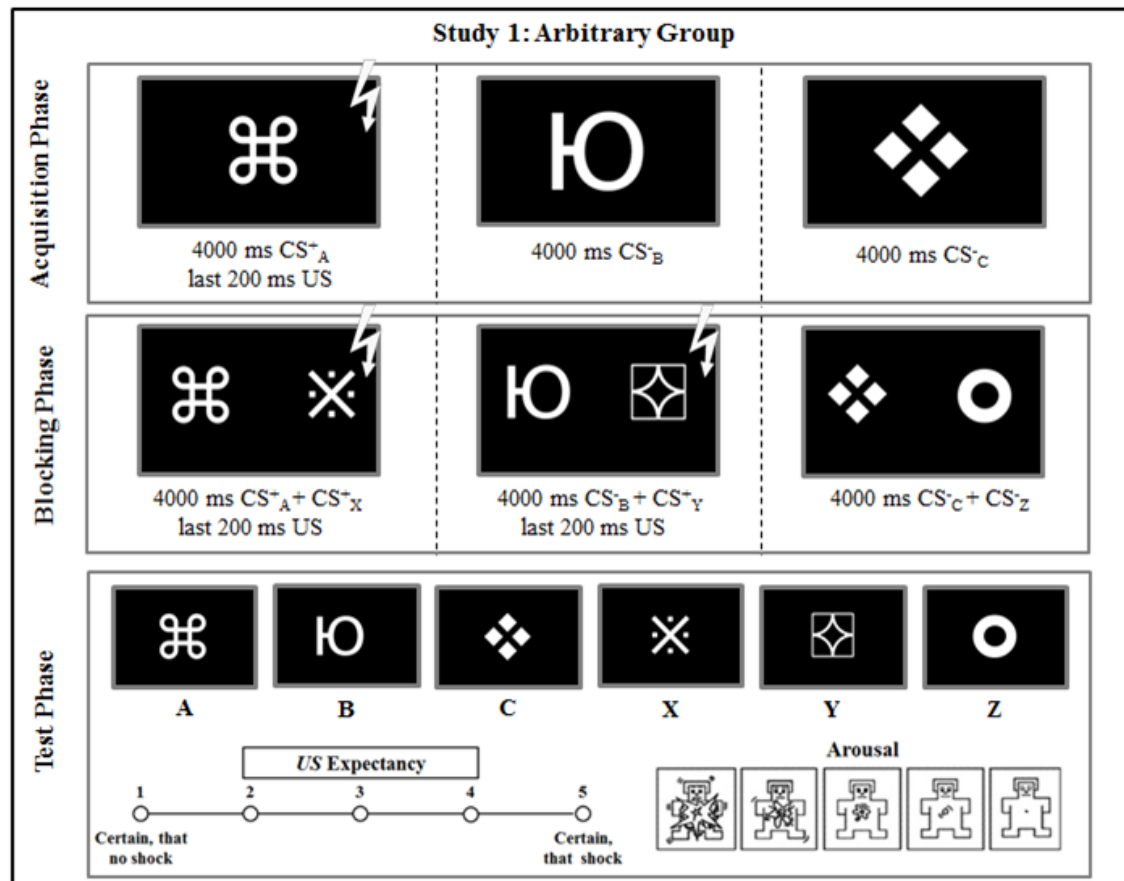 Study 1: Arbitrary Group
Acquisition Phase
Ю
4000 ms CS⁺A
last 200 ms US
4000 ms CS⁻B
4000 ms CS⁻C
Blocking Phase
⌘ ※
Ю
4000 ms CS⁺A + CS⁺X
last 200 ms US
4000 ms CS⁻B + CS⁺Y
last 200 ms US
4000 ms CS⁻C + CS⁻Z
Test Phase
Ю
A B C X Y Z
US Expectancy
1 2 3 4 5
Certain, that
no shock
Certain,
that shock
Arousal